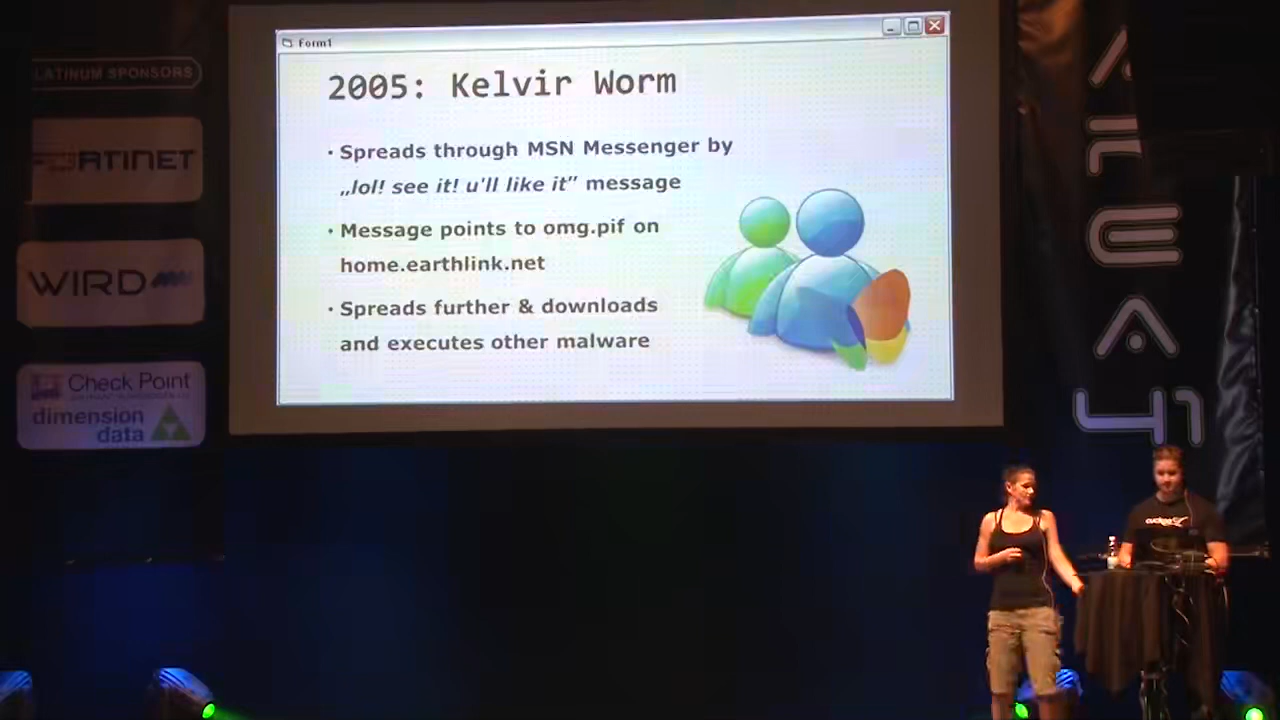 Form1
2005: Kelvir Worm
• Spreads through MSN Messenger by
„lol! see it! u'll like it” message
• Message points to omg.pif on
home.earthlink.net
• Spreads further & downloads
and executes other malware
LATINUM SPONSORS
FORTINET
WIRD
Check Point
dimension
data
AREA41